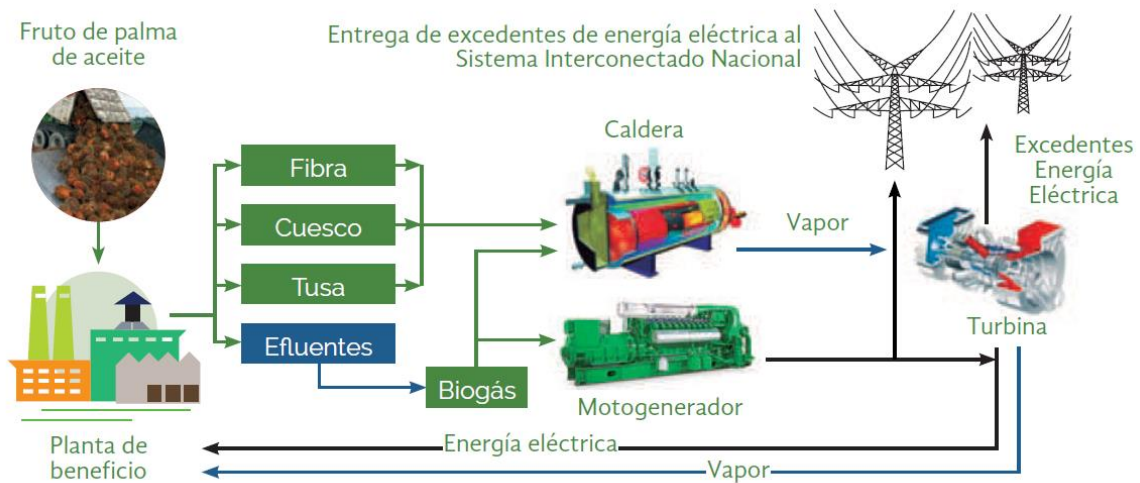 Fruto de palma
de aceite
Entrega de excedentes de energía eléctrica al
Sistema Interconectado Nacional
Caldera
Excedentes
Energía
Eléctrica
Fibra
Cuesco
Tusa
Efluentes
Biogás
Vapor
Turbina
Motogenerador
Planta de
beneficio
Energía eléctrica
Vapor